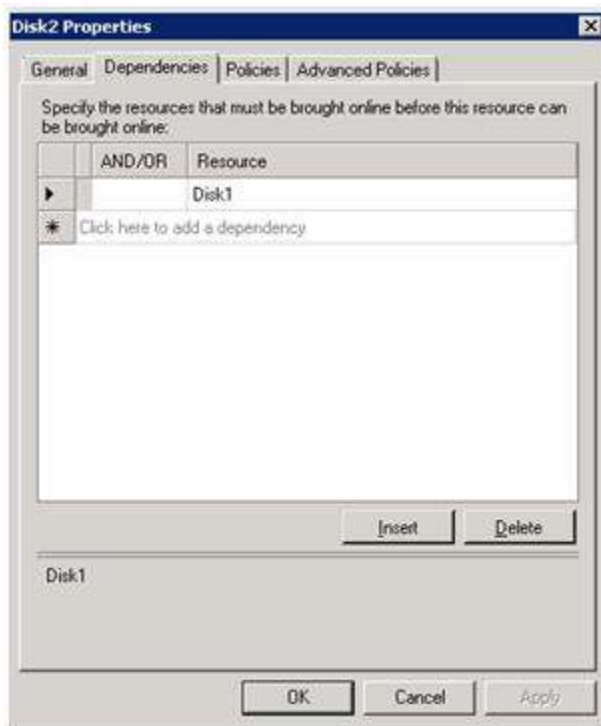 Disk2 Properties
General
Dependencies
Policies
Advanced Policies
Specify the resources that must be brought online before this resource can
be brought online:
AND/OR Resource
Disk1
Click here to add a dependency
Insert Delete
Disk1
OK Cancel Apply